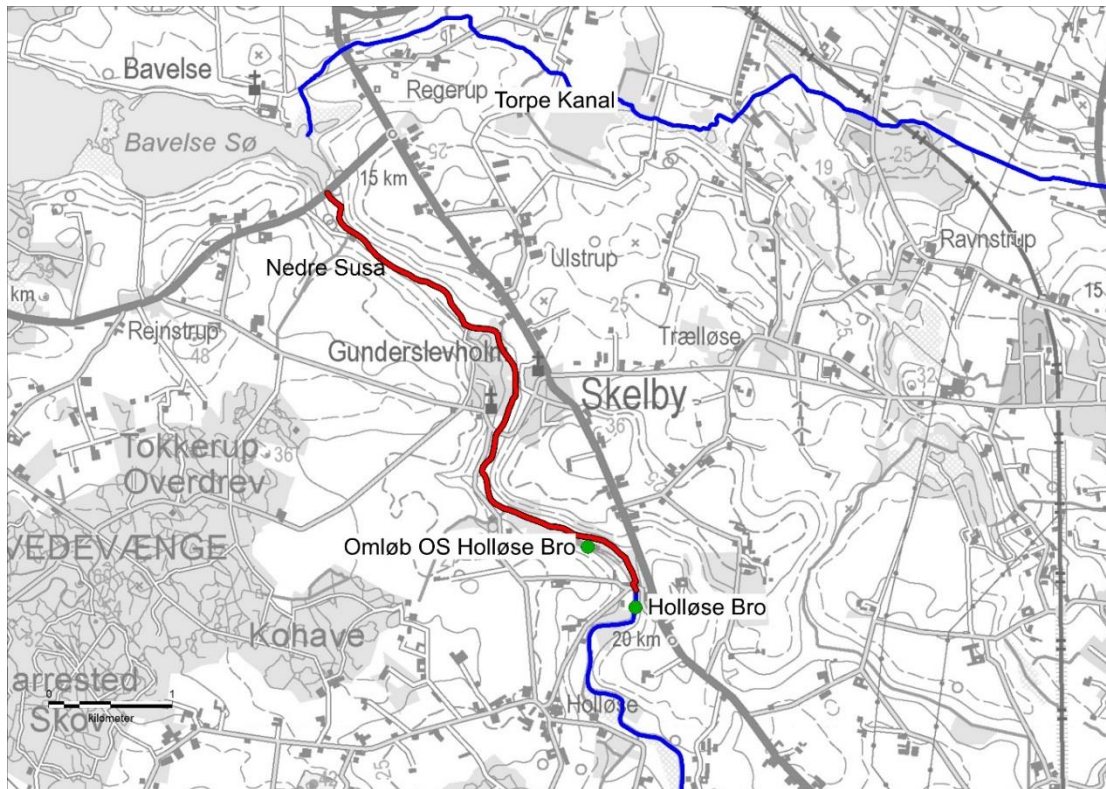 Bavelse
Regerup
Torpe Kanal
Bavelse Sø
25
15 km
19
25
Ravnstrup
Ulstrup
Nedre Suså
km
15
Rejnstrup
48
25
Trælløse
Gunderslevholm
32
Skelby
36
Tokkerup
Overdrev
36
Omløb OS Holløse Bro
VEDEVÆNGE
Holløse Bro
Kohave
20 km
arrested
0
1
kilometer
Holløse
Skov